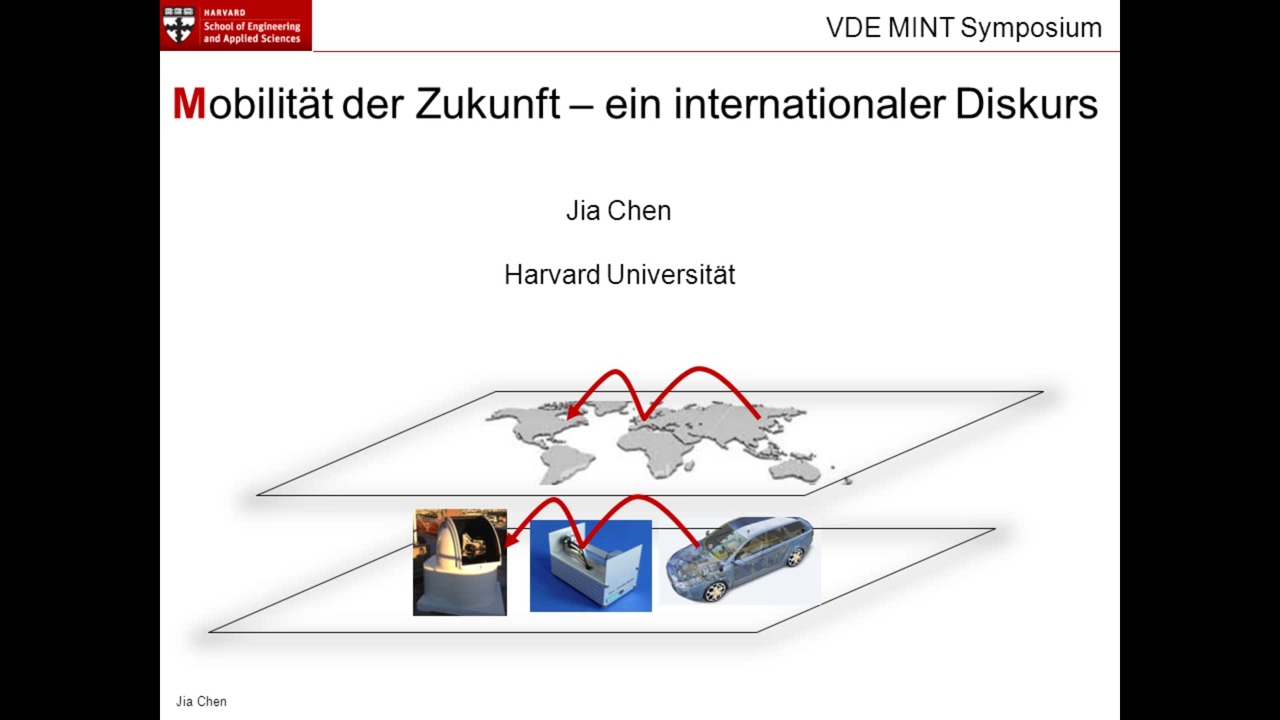 HARVARD
School of Engineering
and Applied Sciences
VDE MINT Symposium
Mobilität der Zukunft – ein internationaler Diskurs
Jia Chen
Harvard Universität
Jia Chen